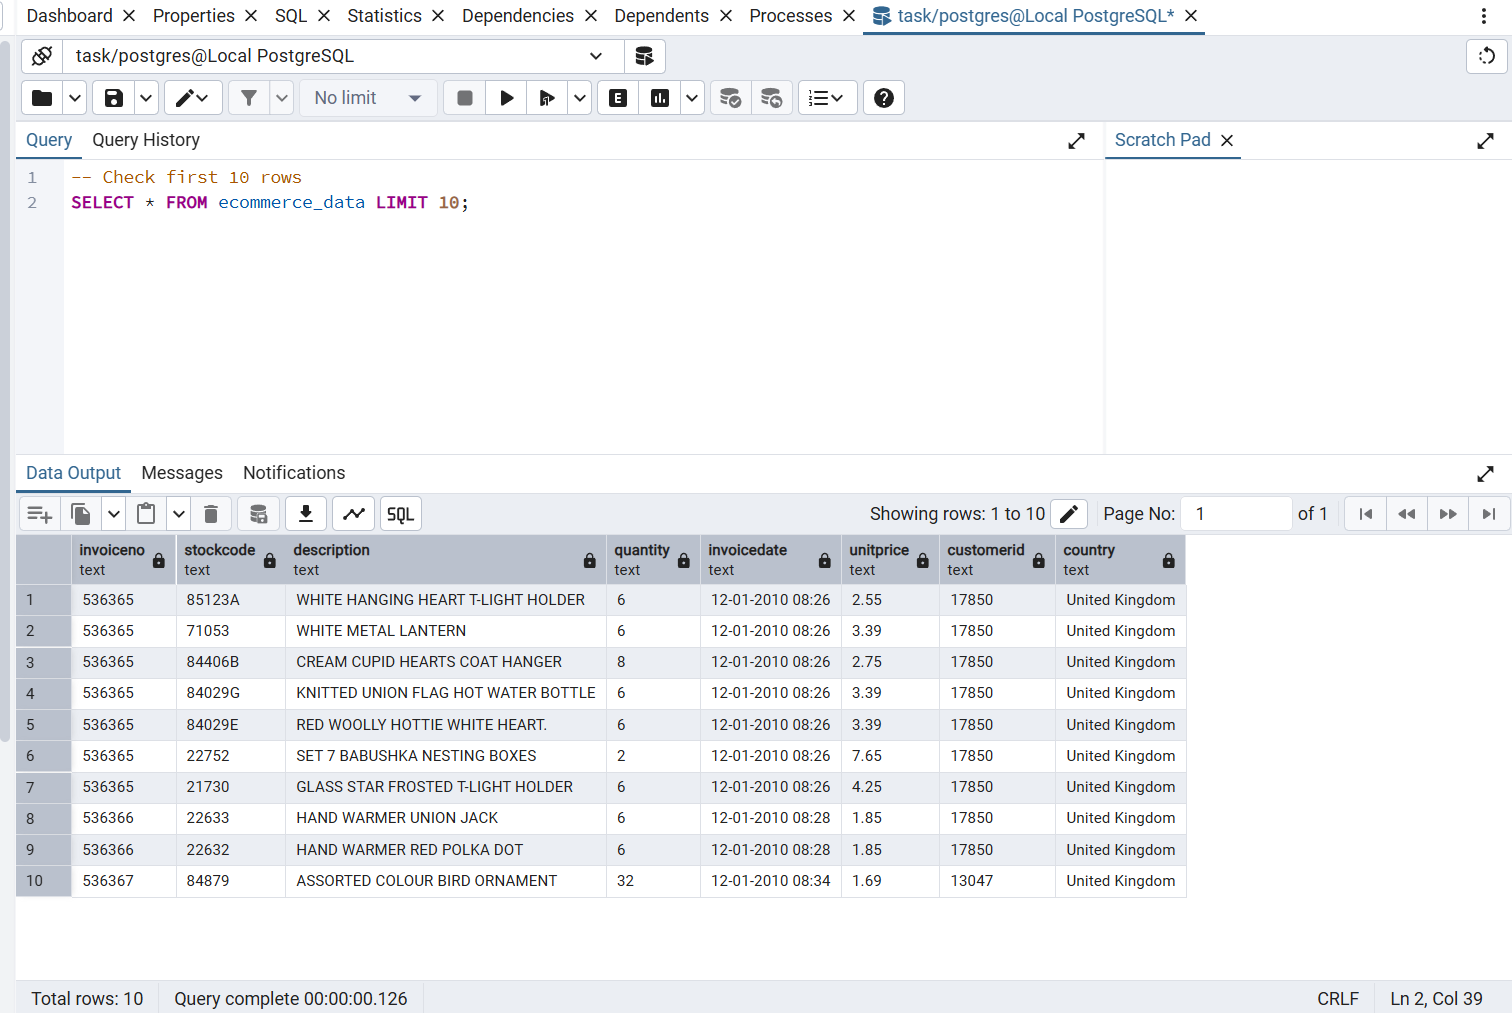 Dashboard Properties SQL Statistics Dependencies Dependents Processes task/postgres@Local PostgreSQL*
task/postgres@Local PostgreSQL
No limit E
Query Query History Scratch Pad
1 -- Check first 10 rows
2 SELECT * FROM ecommerce_data LIMIT 10;
Data Output Messages Notifications
SQL Showing rows: 1 to 10 Page No: 1 of 1
invoiceno stockcode description quantity invoicedate unitprice customerid country
text text text text text text text text
1 536365 85123A WHITE HANGING HEART T-LIGHT HOLDER 6 12-01-2010 08:26 2.55 17850 United Kingdom
2 536365 71053 WHITE METAL LANTERN 6 12-01-2010 08:26 3.39 17850 United Kingdom
3 536365 84406B CREAM CUPID HEARTS COAT HANGER 8 12-01-2010 08:26 2.75 17850 United Kingdom
4 536365 84029G KNITTED UNION FLAG HOT WATER BOTTLE 6 12-01-2010 08:26 3.39 17850 United Kingdom
5 536365 84029E RED WOOLLY HOTTIE WHITE HEART. 6 12-01-2010 08:26 3.39 17850 United Kingdom
6 536365 22752 SET 7 BABUSHKA NESTING BOXES 2 12-01-2010 08:26 7.65 17850 United Kingdom
7 536365 21730 GLASS STAR FROSTED T-LIGHT HOLDER 6 12-01-2010 08:26 4.25 17850 United Kingdom
8 536366 22633 HAND WARMER UNION JACK 6 12-01-2010 08:28 1.85 17850 United Kingdom
9 536366 22632 HAND WARMER RED POLKA DOT 6 12-01-2010 08:28 1.85 17850 United Kingdom
10 536367 84879 ASSORTED COLOUR BIRD ORNAMENT 32 12-01-2010 08:34 1.69 13047 United Kingdom
Total rows: 10 Query complete 00:00:00.126 CRLF Ln 2, Col 39